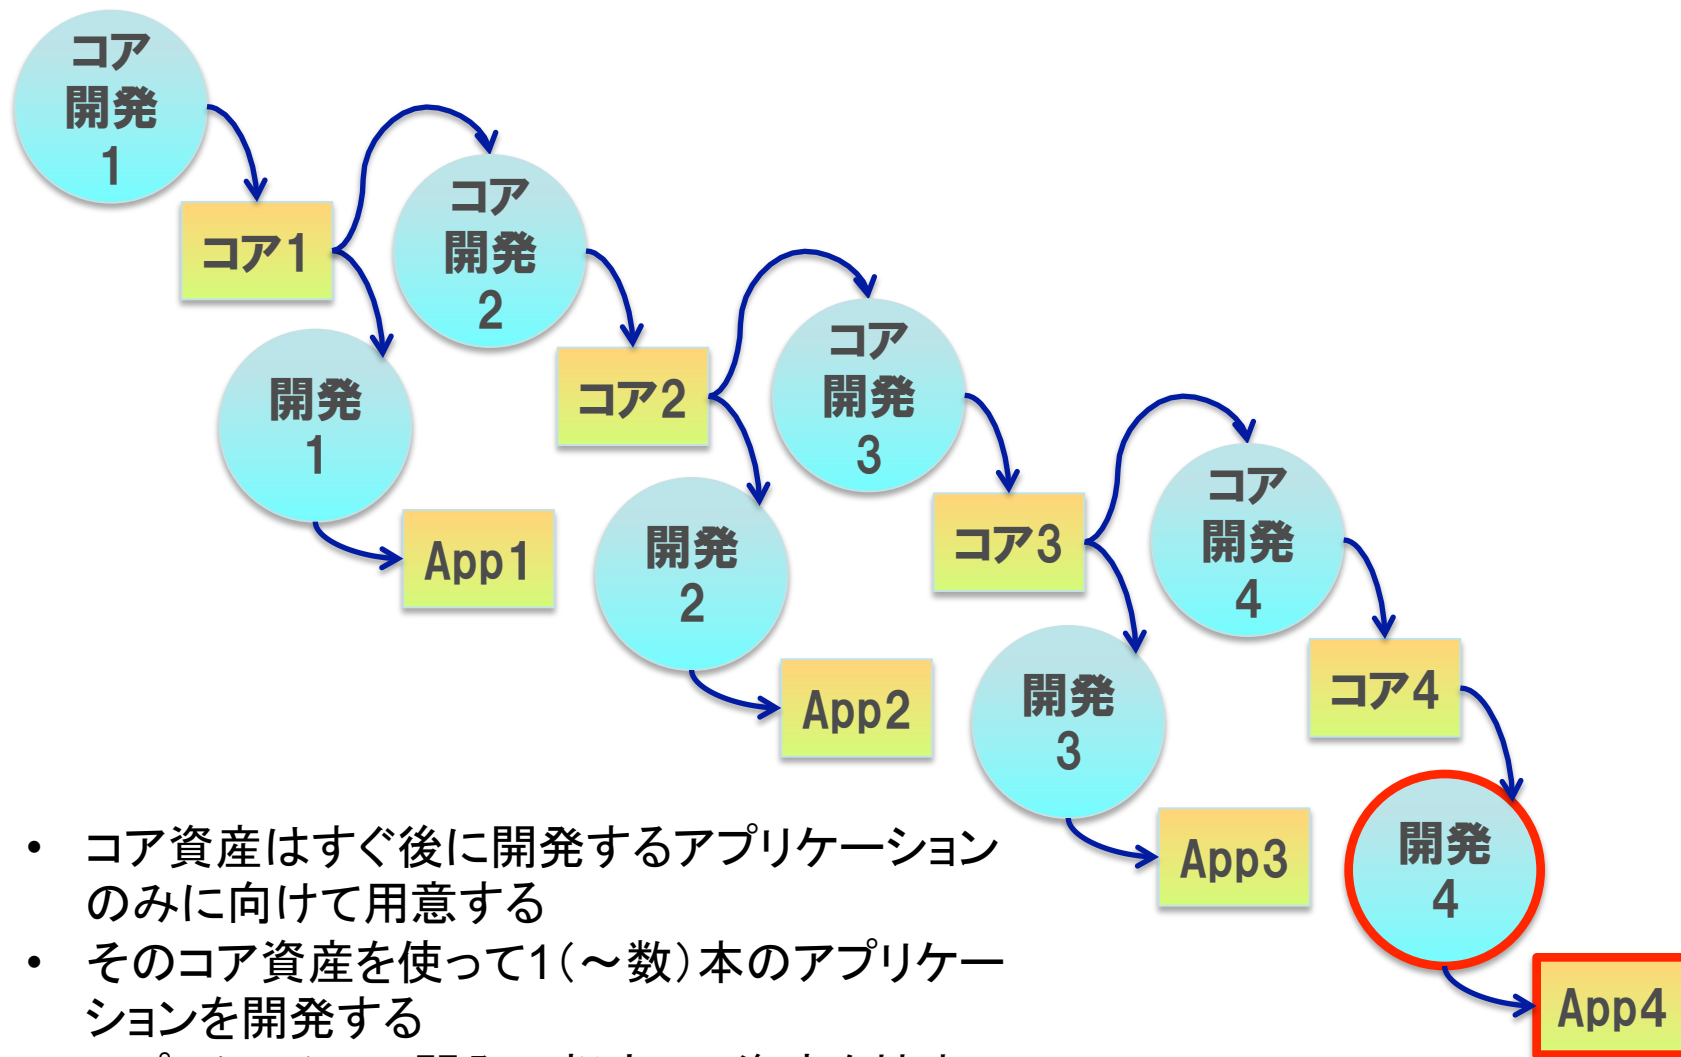 コア
開発
1
コア1
コア
開発
2
開発
1
App1
コア2
コア
開発
3
開発
2
App2
コア3
コア
開発
4
開発
3
App3
コア4
開発
4
App4
• コア資産はすぐ後に開発するアプリケーション
のみに向けて用意する
• そのコア資産を使って1(～数)本のアプリケー
ションを開発する